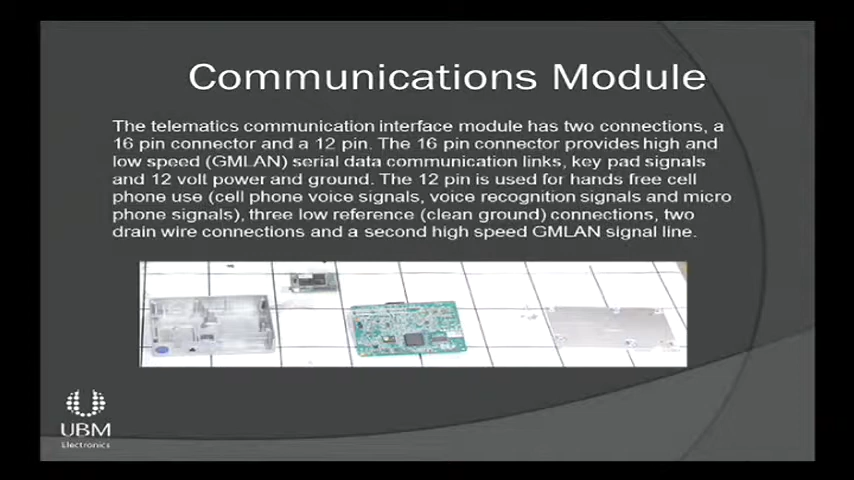 Communications Module
The telematics communication interface module has two connections, a
16 pin connector and a 12 pin. The 16 pin connector provides high and
low speed (GMLAN) serial data communication links, key pad signals
and 12 volt power and ground. The 12 pin is used for hands free cell
phone use (cell phone voice signals, voice recognition signals and micro
phone signals), three low reference (clean ground) connections, two
drain wire connections and a second high speed GMLAN signal line.
UBM
Electronics